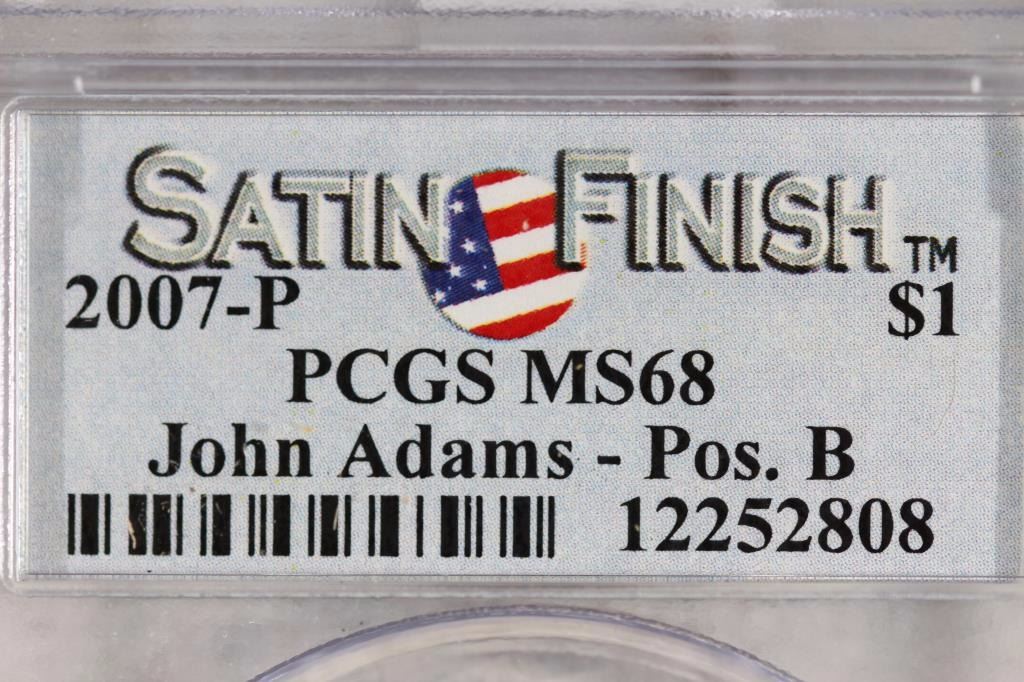 SATIN FINISH™
2007-P $1
PCGS MS68
John Adams - Pos. B
12252808